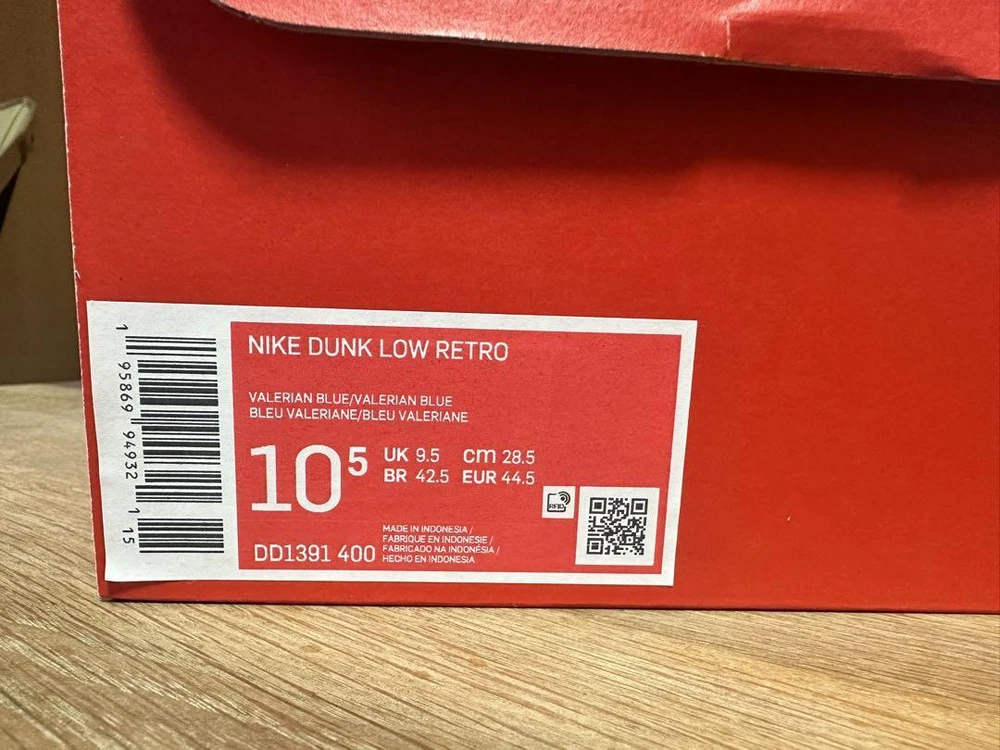 NIKE DUNK LOW RETRO
VALERIAN BLUE/VALERIAN BLUE
BLEU VALERIANE/BLEU VALERIANE
10 5 UK 9.5 cm 28.5
BR 42.5 EUR 44.5
RFID
MADE IN INDONESIA /
FABRIQUE EN INDONESIE /
FABRICADO NA INDONÉSIA /
HECHO EN INDONESIA
DD1391 400
1 95869 94932 1 15